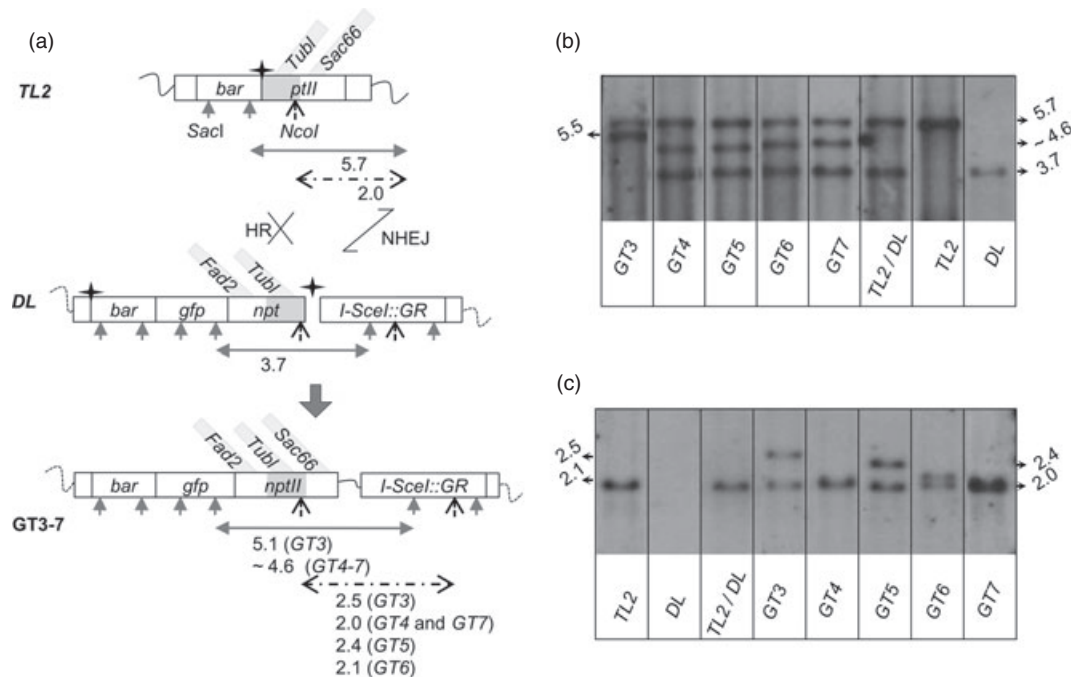 (a)
TubI
Sac66
TL2
bar
ptII
SacI
NcoI
5.7
2.0
HR
NHEJ
Fad2
TubI
DL
bar
gfp
npt
I-SceI::GR
3.7
Fad2
TubI
Sac66
bar
gfp
nptII
I-SceI::GR
GT3-7
5.1 (GT3)
~ 4.6 (GT4-7)
2.5 (GT3)
2.0 (GT4 and GT7)
2.4 (GT5)
2.1 (GT6)
(b)
5.5
5.7
~ 4.6
3.7
GT3
GT4
GT5
GT6
GT7
TL2 / DL
TL2
DL
(c)
2.5
2.1
2.4
2.0
TL2
DL
TL2 / DL
GT3
GT4
GT5
GT6
GT7